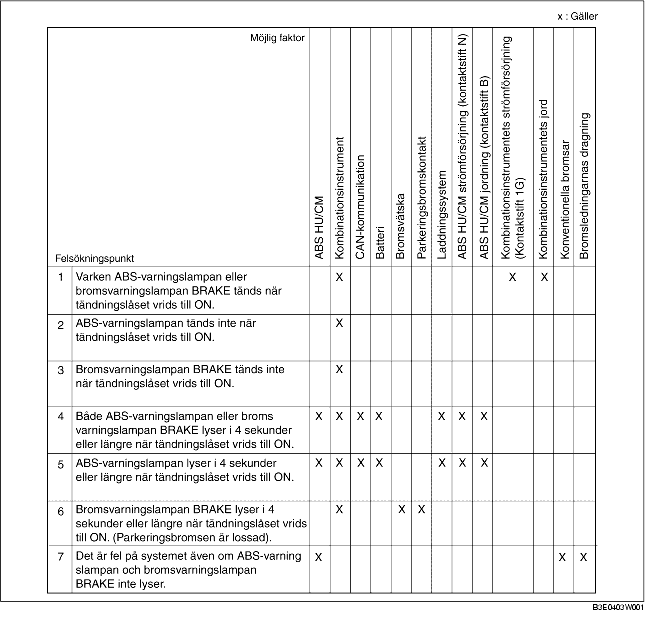 x : Gäller
Möjlig faktor
Felsökningspunkt
ABS HU/CM
Kombinationsinstrument
CAN-kommunikation
Batteri
Bromsvätska
Parkeringsbromskontakt
Laddningssystem
ABS HU/CM strömförsörjning (kontaktstift N)
ABS HU/CM jordning (kontaktstift B)
Kombinationsinstrumentets strömförsörjning
(Kontaktstift 1G)
Kombinationsinstrumentets jord
Konventionella bromsar
Bromsledningarnas dragning
1 Varken ABS-varningslampan eller X X X
bromsvarningslampan BRAKE tänds när
tändningslåset vrids till ON.
2 ABS-varningslampan tänds inte när X
tändningslåset vrids till ON.
3 Bromsvarningslampan BRAKE tänds inte X
när tändningslåset vrids till ON.
4 Både ABS-varningslampan eller broms X X X X X X X
varningslampan BRAKE lyser i 4 sekunder
eller längre när tändningslåset vrids till ON.
5 ABS-varningslampan lyser i 4 sekunder X X X X X X X
eller längre när tändningslåset vrids till ON.
6 Bromsvarningslampan BRAKE lyser i 4 X X X
sekunder eller längre när tändningslåset vrids
till ON. (Parkeringsbromsen är lossad).
7 Det är fel på systemet även om ABS-varning X X X
slampan och bromsvarningslampan
BRAKE inte lyser.
B3E0403W001